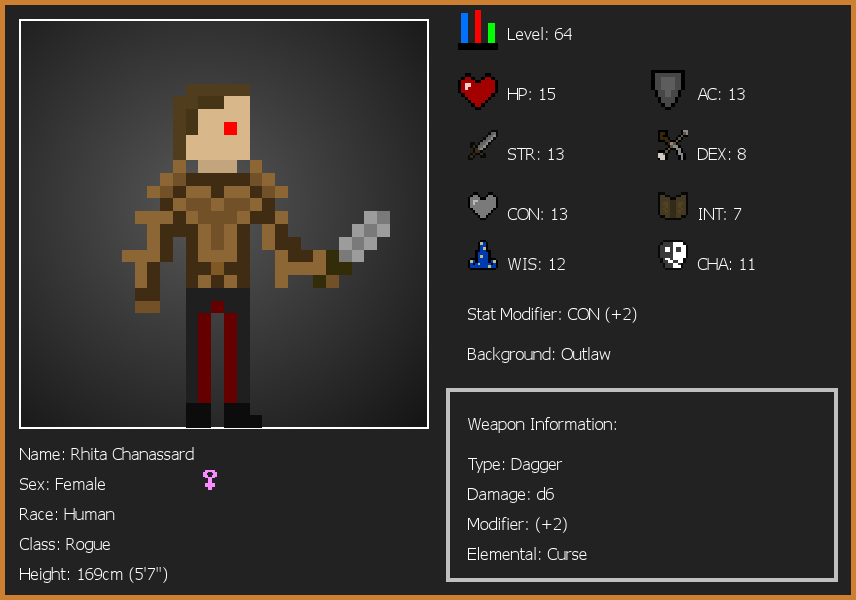 Level: 64
HP: 15
AC: 13
STR: 13
DEX: 8
CON: 13
INT: 7
WIS: 12
CHA: 11
Stat Modifier: CON (+2)
Background: Outlaw
Weapon Information:
Type: Dagger
Damage: d6
Modifier: (+2)
Elemental: Curse
Name: Rhita Chanassard
Sex: Female
Race: Human
Class: Rogue
Height: 169cm (5'7")